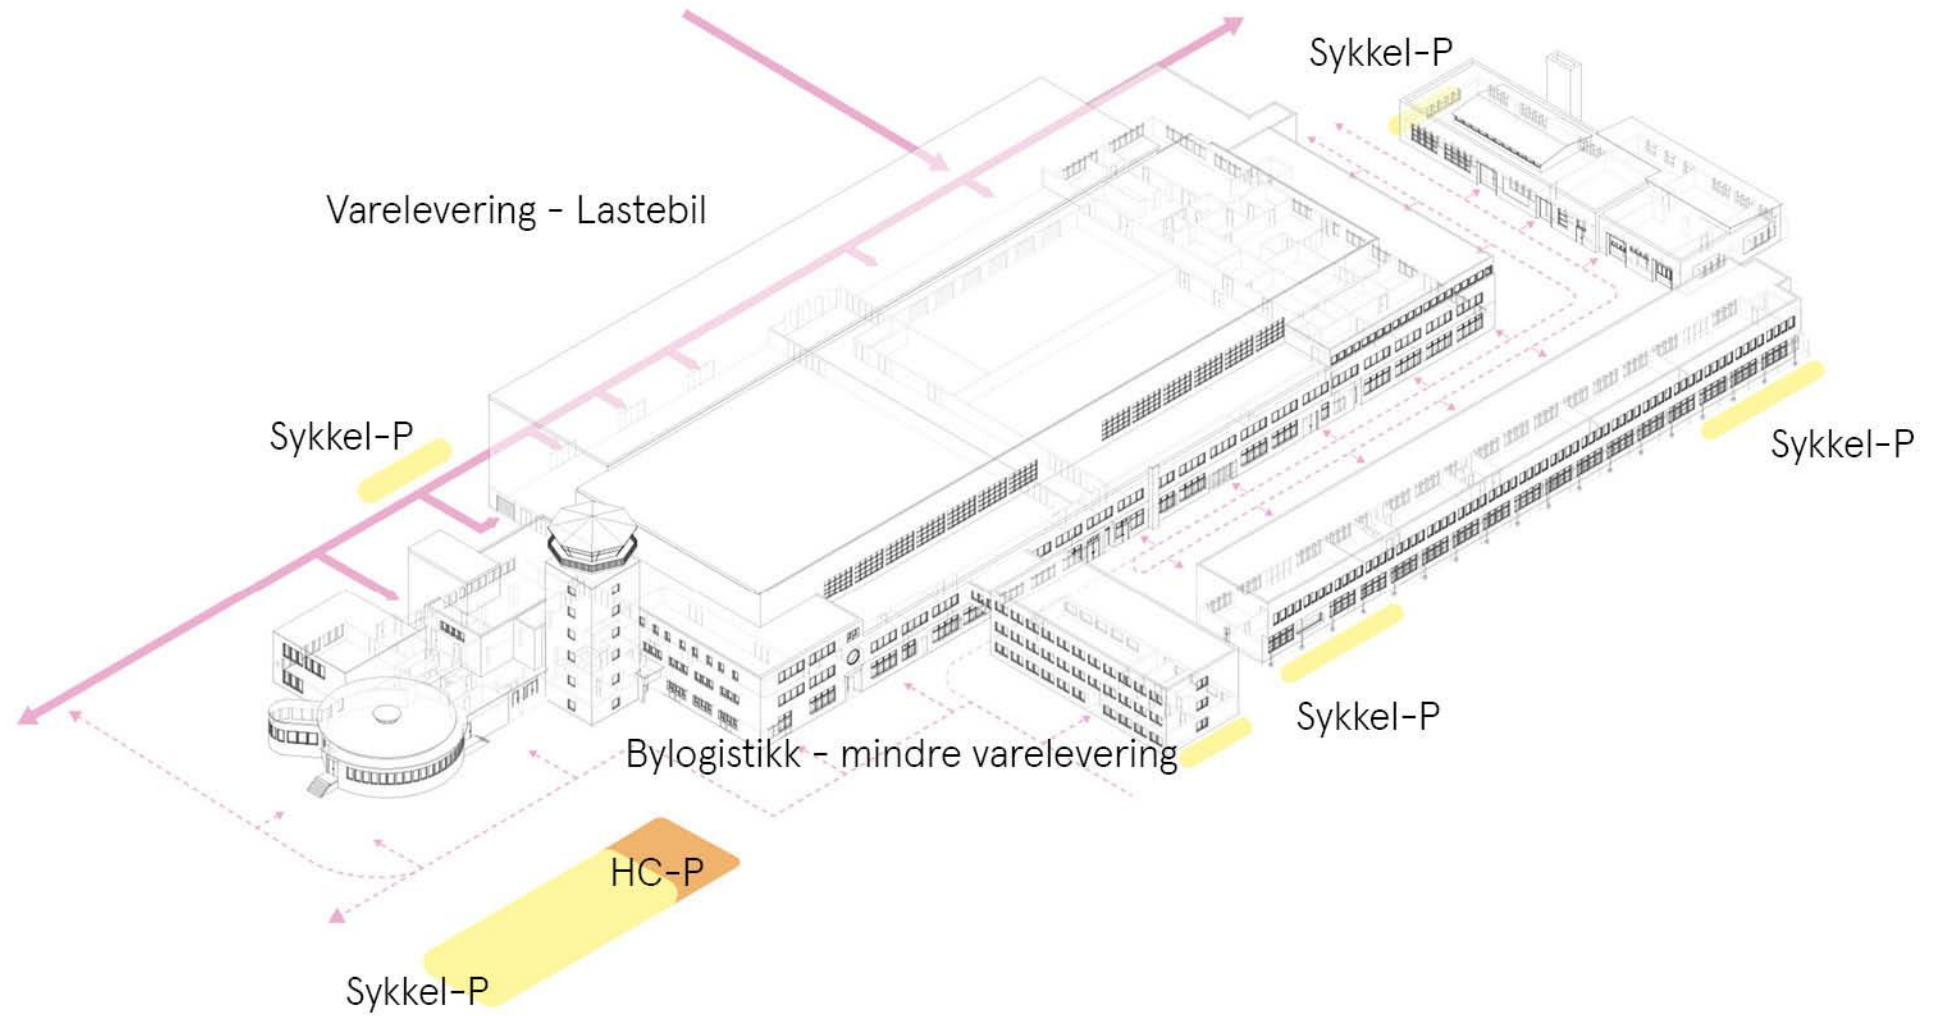 Sykkel-P
Varelevering - Lastebil
Sykkel-P
Sykkel-P
Sykkel-P
Bylogistikk - mindre varelevering
HC-P
Sykkel-P